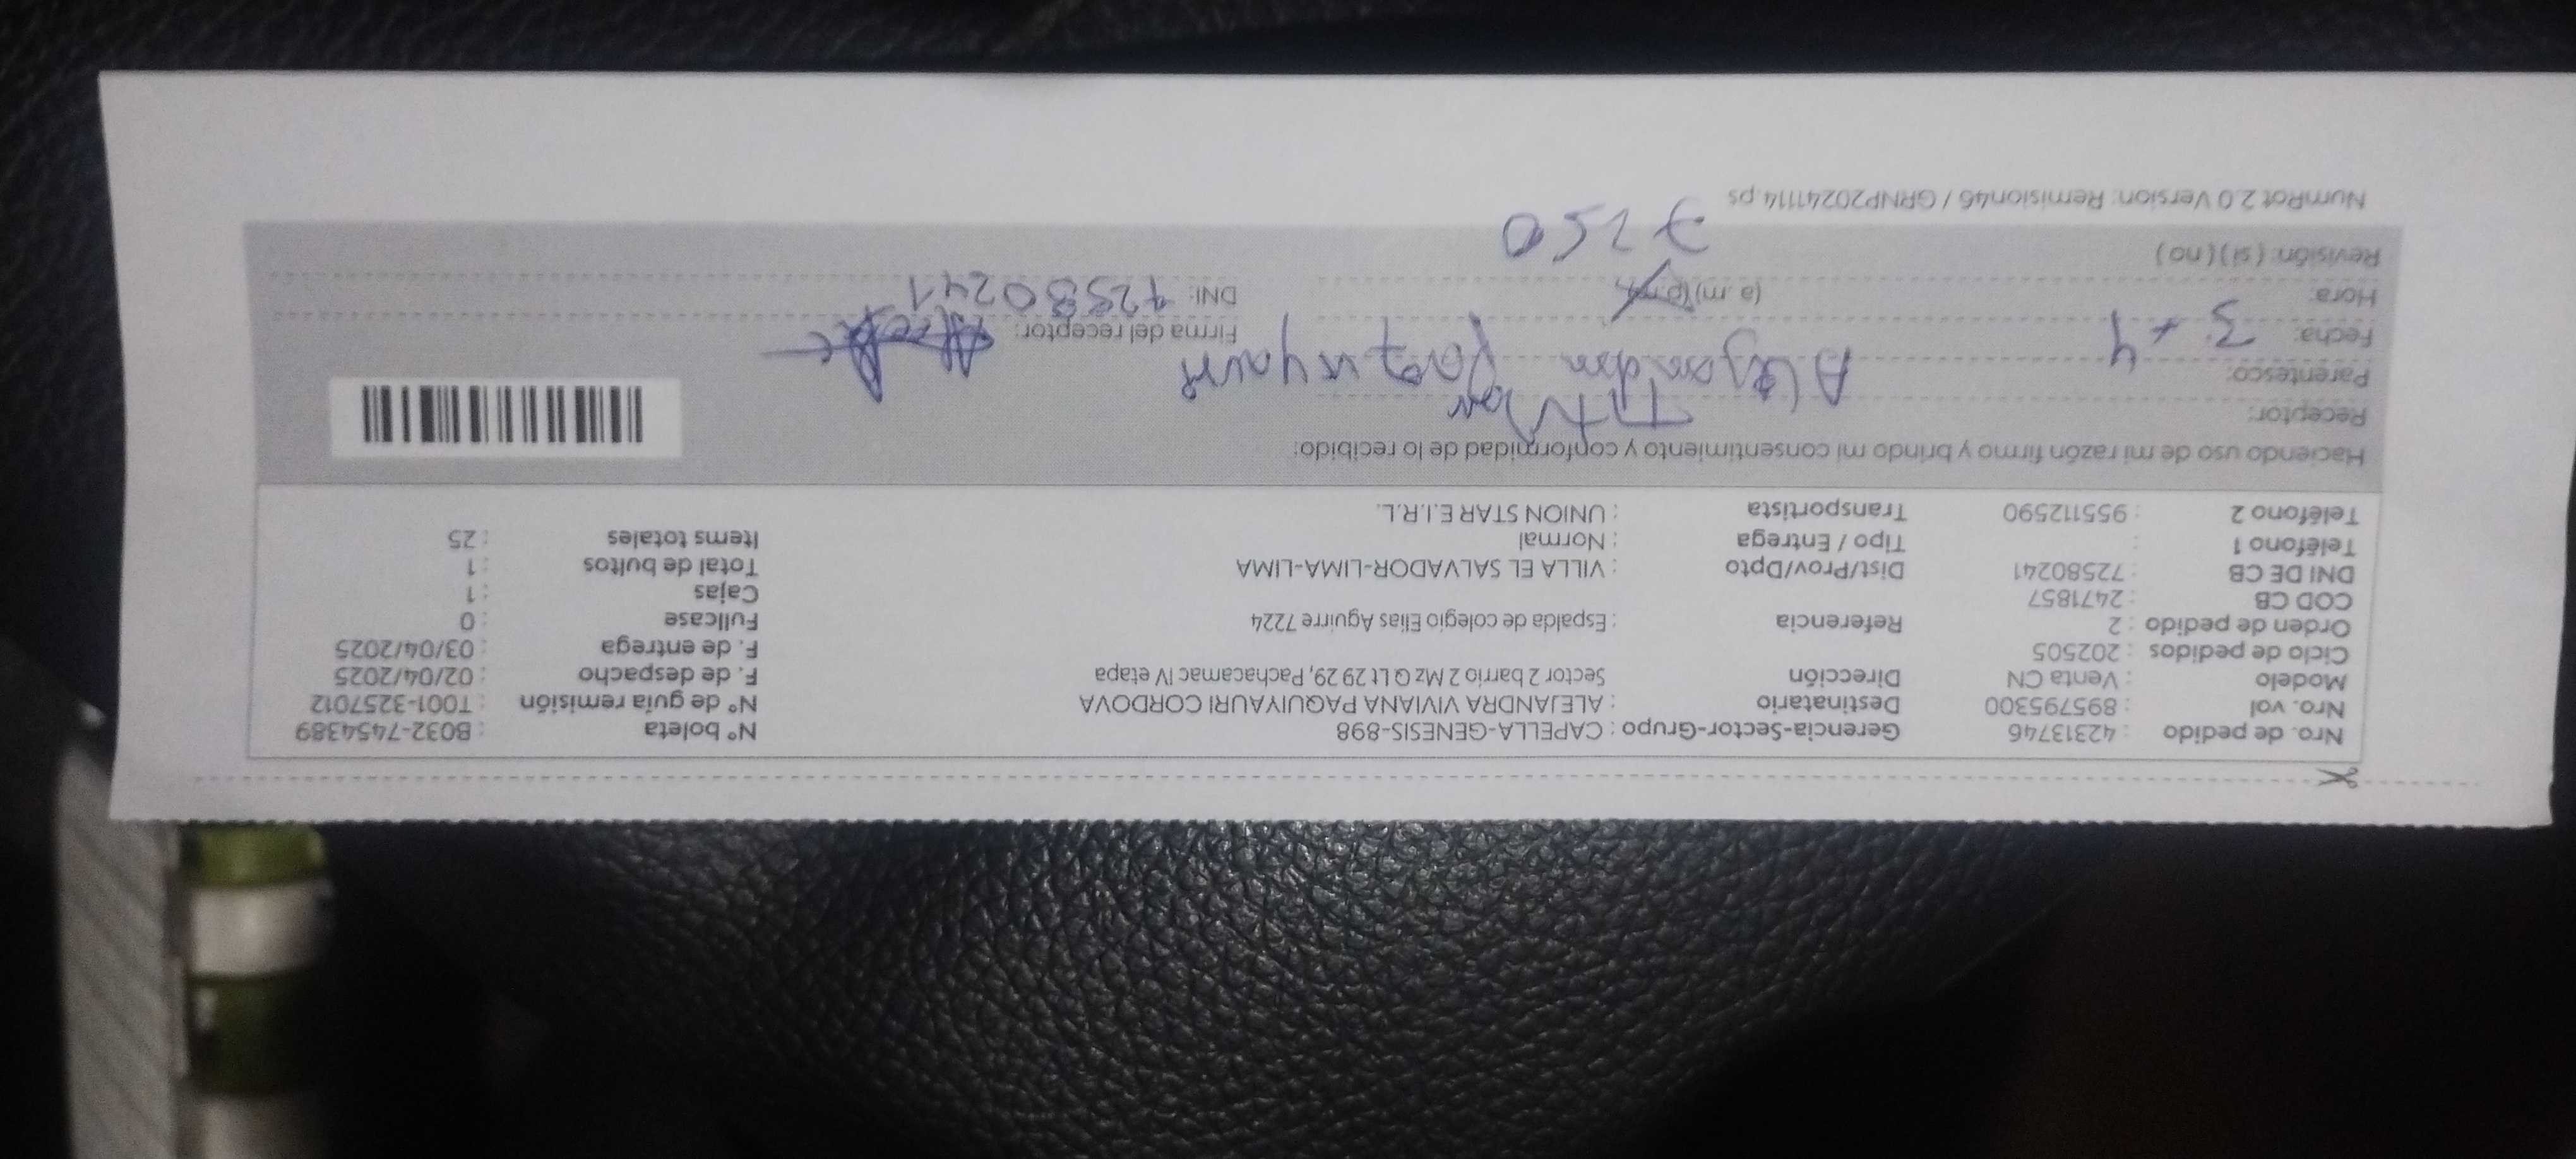 Nro. de pedido : 42313746 Gerencia-Sector-Grupo : CAPELLA-GENESIS-898 N° boleta : B032-7454389
Nro. vol : 895795300 Destinatario : ALEJANDRA VIVIANA PAQUIYAURI CORDOVA N° de guía remisión : T001-3257012
Modelo : Venta CN Dirección Sector 2 barrio 2 Mz Q Lt 29 29, Pachacamac IV etapa F. de despacho : 02/04/2025
Ciclo de pedidos : 202505 F. de entrega : 03/04/2025
Orden de pedido : 2 Referencia : Espalda de colegio Elias Aguirre 7224 Fullcase : 0
COD CB : 2471857 Cajas : 1
DNI DE CB : 72580241 Dist/Prov/Dpto : VILLA EL SALVADOR-LIMA-LIMA Total de bultos : 1
Teléfono 1 : Tipo / Entrega : Normal Items totales : 25
Teléfono 2 : 955112590 Transportista : UNION STAR E.I.R.L.
Haciendo uso de mi razón firmo y brindo mi consentimiento y conformidad de lo recibido:
Receptor:
Parentesco: Alejandra
Fecha: 3 + 4 Firma del receptor:
Hora: (a.m)(p.m) DNI: 72580241
Revisión: (si) (no) 7250
NumRot 2.0 Version: Remision46 / GRNP20241114.ps